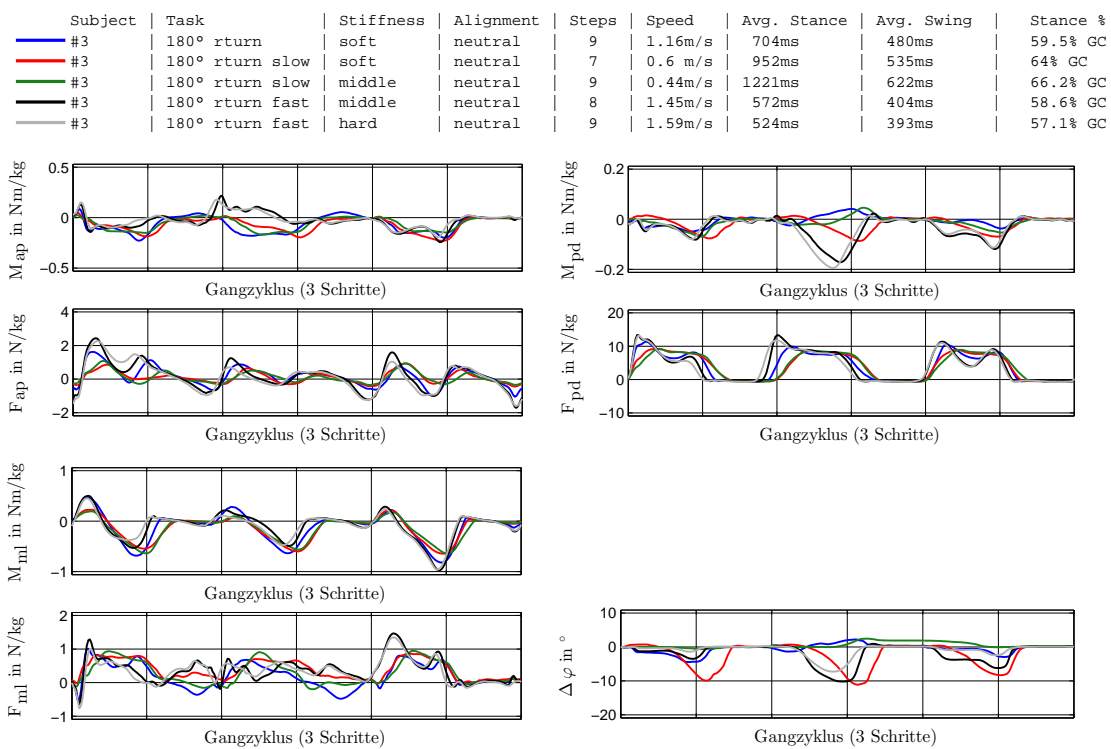 Subject | Task | Stiffness | Alignment | Steps | Speed | Avg. Stance | Avg. Swing | Stance %
#3 | 180° rturn | soft | neutral | 9 | 1.16m/s | 704ms | 480ms | 59.5% GC
#3 | 180° rturn slow | soft | neutral | 7 | 0.6 m/s | 952ms | 535ms | 64% GC
#3 | 180° rturn slow | middle | neutral | 9 | 0.44m/s | 1221ms | 622ms | 66.2% GC
#3 | 180° rturn fast | middle | neutral | 8 | 1.45m/s | 572ms | 404ms | 58.6% GC
#3 | 180° rturn fast | hard | neutral | 9 | 1.59m/s | 524ms | 393ms | 57.1% GC
M ap in Nm/kg
0.5
0
−0.5
Gangzyklus (3 Schritte)
M pd in Nm/kg
0.2
0
−0.2
Gangzyklus (3 Schritte)
F ap in N/kg
4
2
0
−2
Gangzyklus (3 Schritte)
F pd in N/kg
20
10
0
−10
Gangzyklus (3 Schritte)
M ml in Nm/kg
1
0
−1
Gangzyklus (3 Schritte)
F ml in N/kg
2
1
0
−1
Gangzyklus (3 Schritte)
Δ φ in °
10
0
−10
−20
Gangzyklus (3 Schritte)